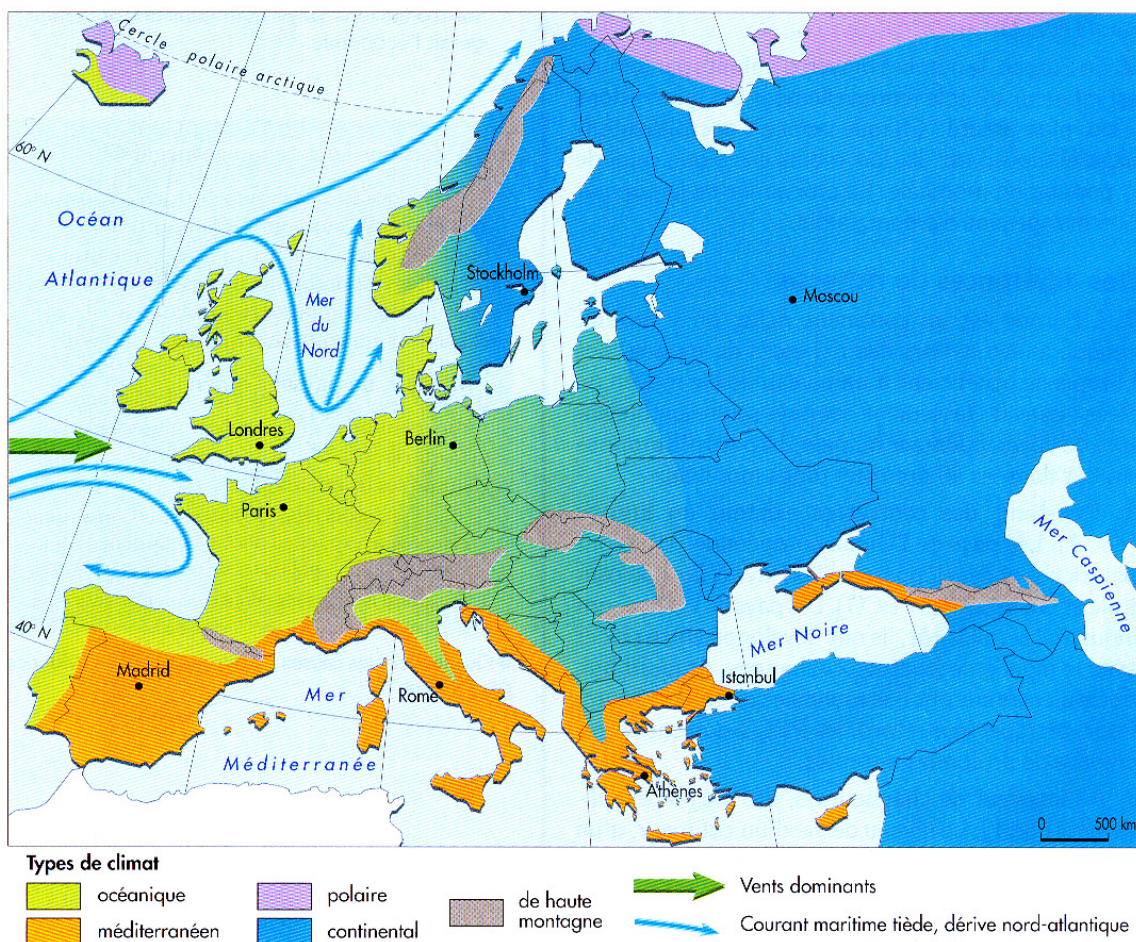 Cercle
polaire arctique
60° N
Océan
Atlantique
Mer
du
Nord
Stockholm
Moscou
Londres
Berlin
Paris
Mer Caspienne
40° N
Mer Noire
Madrid
Mer
Rome
Istanbul
Méditerranée
Athènes
0 500 km
Types de climat
océanique
polaire
de haute
montagne
Vents dominants
méditerranéen
continental
Courant maritime tiède, dérive nord-atlantique